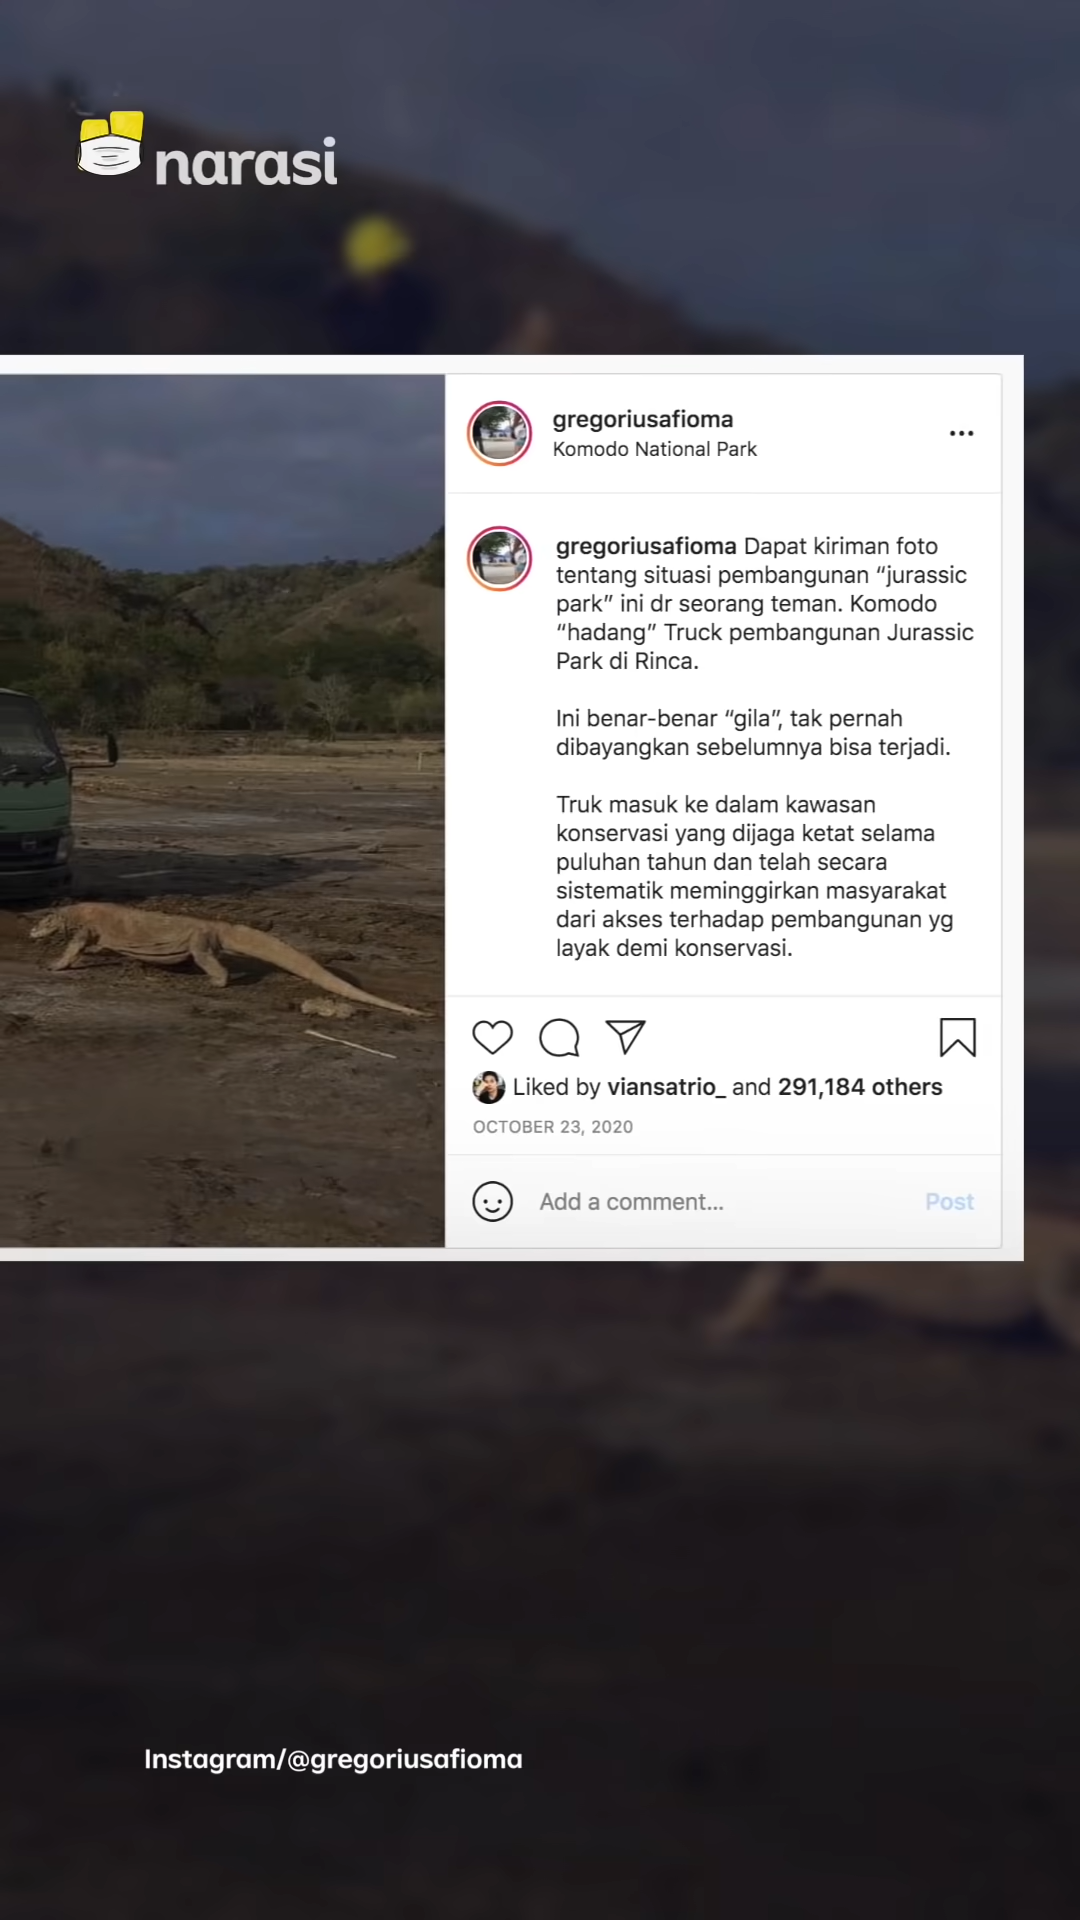 narasi
gregoriusafioma
Komodo National Park
gregoriusafioma Dapat kiriman foto
tentang situasi pembangunan “jurassic
park” ini dr seorang teman. Komodo
“hadang” Truck pembangunan Jurassic
Park di Rinca.
Ini benar-benar “gila”, tak pernah
dibayangkan sebelumnya bisa terjadi.
Truk masuk ke dalam kawasan
konservasi yang dijaga ketat selama
puluhan tahun dan telah secara
sistematik meminggirkan masyarakat
dari akses terhadap pembangunan yg
layak demi konservasi.
Liked by viansatrio_ and 291,184 others
OCTOBER 23, 2020
Add a comment... Post
Instagram/@gregoriusafioma